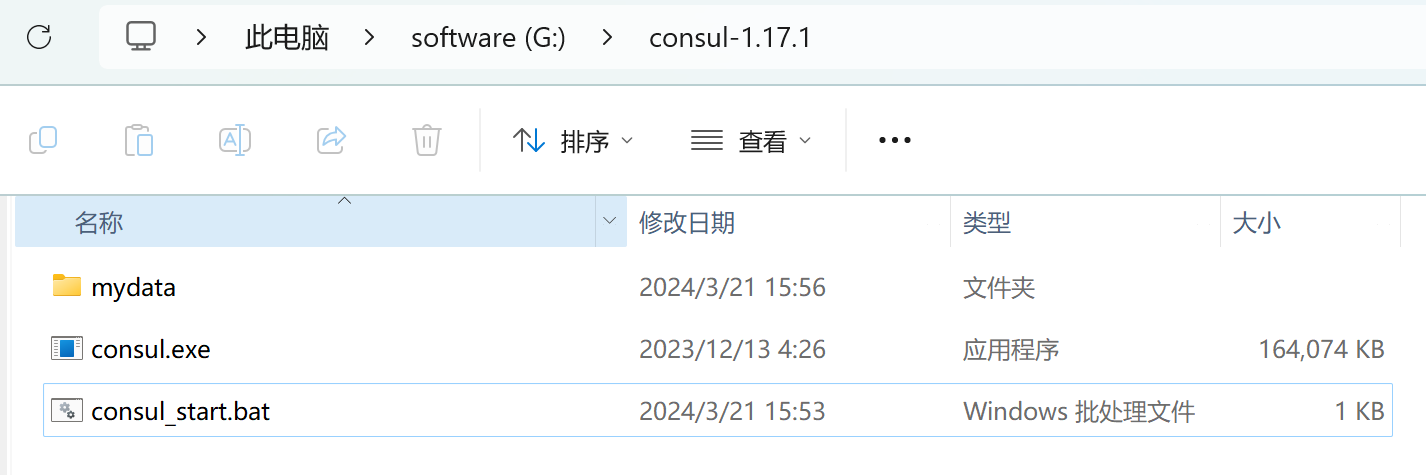 此电脑 software (G:) consul-1.17.1
排序 查看
名称 修改日期 类型 大小
mydata 2024/3/21 15:56 文件夹
consul.exe 2023/12/13 4:26 应用程序 164,074 KB
consul_start.bat 2024/3/21 15:53 Windows 批处理文件 1 KB